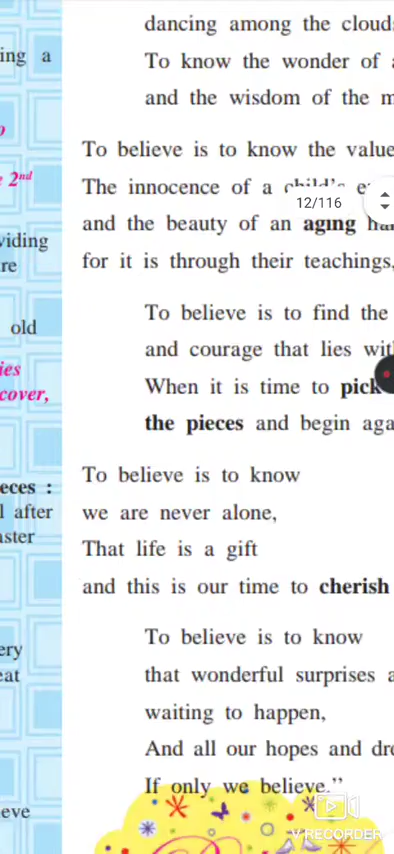 dancing among the clouds
To know the wonder of
and the wisdom of the
To believe is to know the value
The innocence of a child's
and the beauty of an aging
for it is through their teachings,
To believe is to find the
and courage that lies
When it is time to pick
the pieces and begin
To believe is to know
we are never alone,
That life is a gift
and this is our time to cherish
To believe is to know
that wonderful surprises
waiting to happen,
And all our hopes and
If only we believe."
ing a
2nd
viding
re
old
ies
cover,
eces :
l after
aster
ery
eat
eve
12/116
V RECORDER